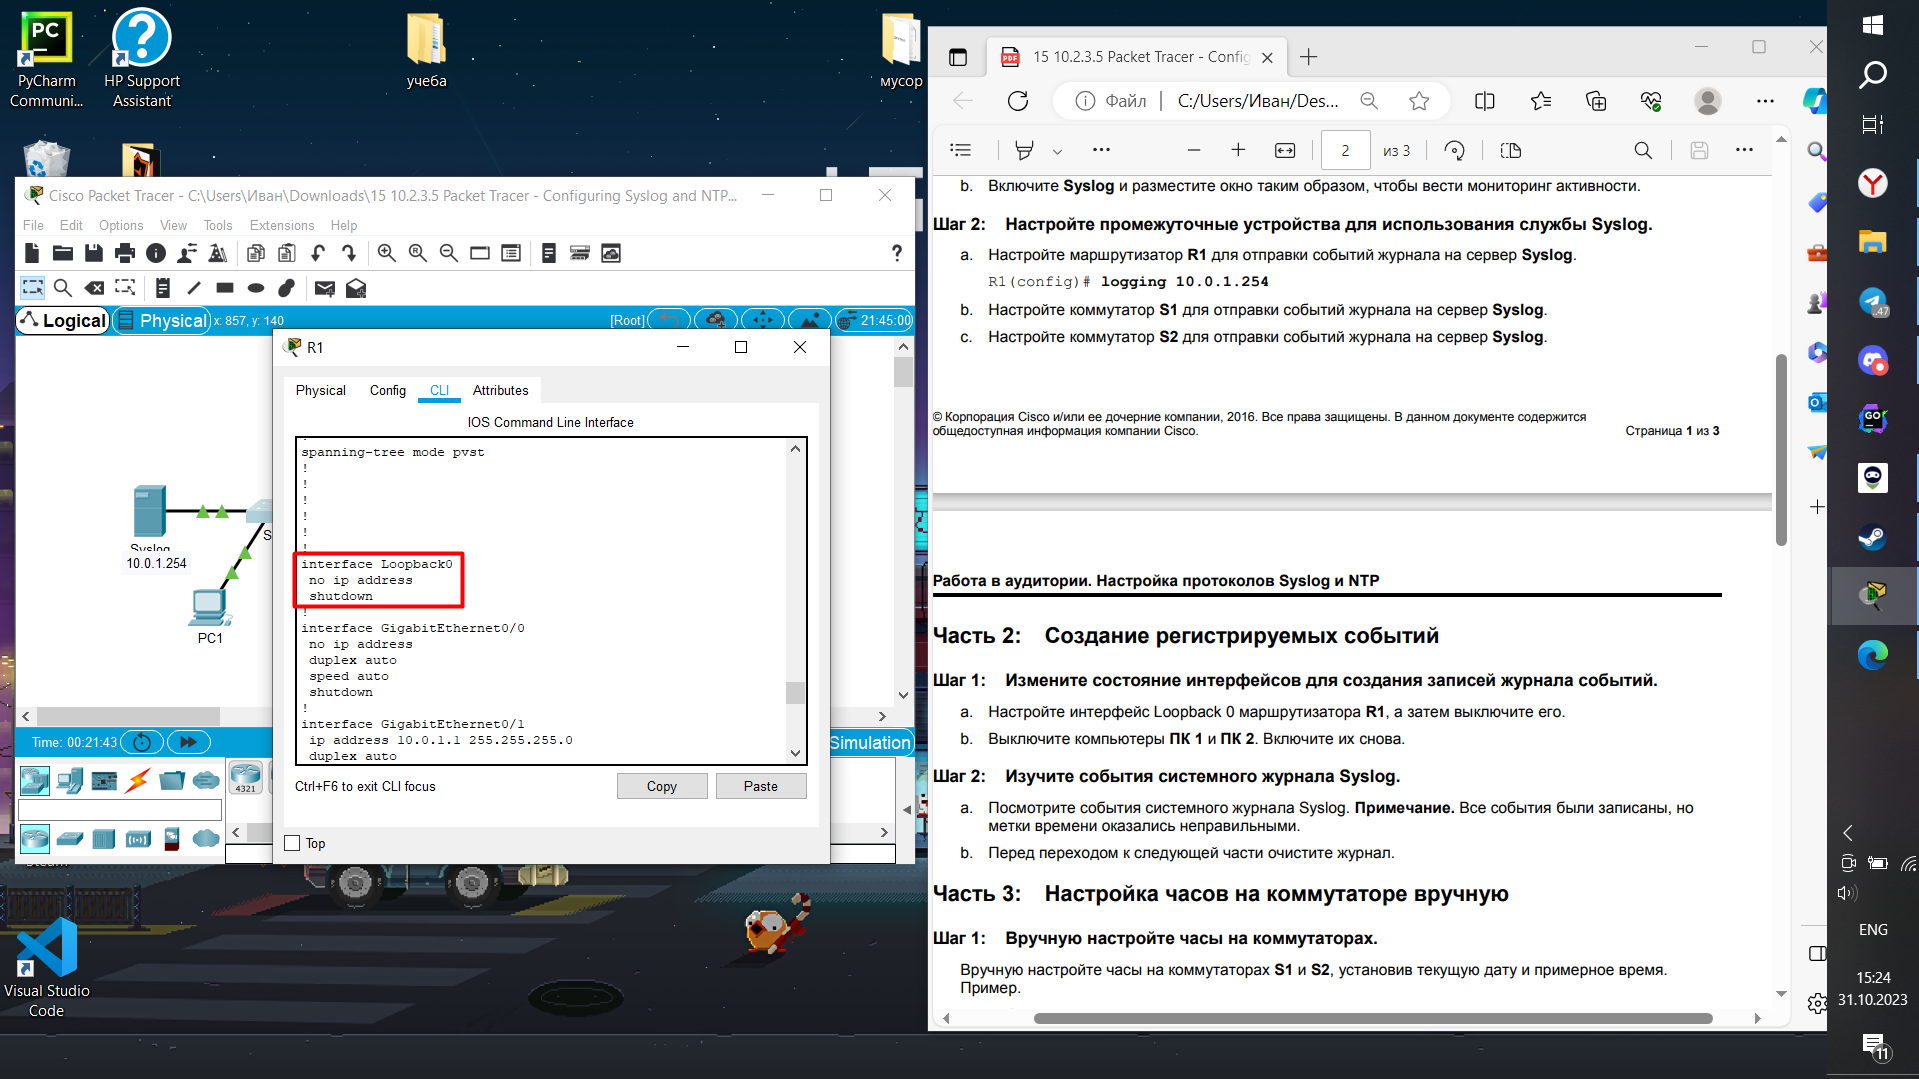 PyCharm
Communi...
HP Support
Assistant
учеба
мусор
Cisco Packet Tracer - C:\Users\Иван\Downloads\15 10.2.3.5 Packet Tracer - Configuring Syslog and NTP...
File Edit Options View Tools Extensions Help
Logical Physical x: 857, y: 140 [Root] 21:45:00
10.0.1.254
PC1
Time: 00:21:43
Simulation
4321
R1
Physical Config CLI Attributes
IOS Command Line Interface
spanning-tree mode pvst
!
!
!
!
!
!
interface Loopback0
no ip address
shutdown
!
interface GigabitEthernet0/0
no ip address
duplex auto
speed auto
shutdown
!
interface GigabitEthernet0/1
ip address 10.0.1.1 255.255.255.0
duplex auto
Ctrl+F6 to exit CLI focus
Copy
Paste
Top
Visual Studio
Code
15 10.2.3.5 Packet Tracer - Config
Файл C:/Users/Иван/Des...
2 из 3
b. Включите Syslog и разместите окно таким образом, чтобы вести мониторинг активности.
Шаг 2: Настройте промежуточные устройства для использования службы Syslog.
a. Настройте маршрутизатор R1 для отправки событий журнала на сервер Syslog.
R1(config)# logging 10.0.1.254
b. Настройте коммутатор S1 для отправки событий журнала на сервер Syslog.
c. Настройте коммутатор S2 для отправки событий журнала на сервер Syslog.
© Корпорация Cisco и/или ее дочерние компании, 2016. Все права защищены. В данном документе содержится
общедоступная информация компании Cisco. Страница 1 из 3
Работа в аудитории. Настройка протоколов Syslog и NTP
Часть 2: Создание регистрируемых событий
Шаг 1: Измените состояние интерфейсов для создания записей журнала событий.
a. Настройте интерфейс Loopback 0 маршрутизатора R1, а затем выключите его.
b. Выключите компьютеры ПК 1 и ПК 2. Включите их снова.
Шаг 2: Изучите события системного журнала Syslog.
a. Посмотрите события системного журнала Syslog. Примечание. Все события были записаны, но
метки времени оказались неправильными.
b. Перед переходом к следующей части очистите журнал.
Часть 3: Настройка часов на коммутаторе вручную
Шаг 1: Вручную настройте часы на коммутаторах.
Вручную настройте часы на коммутаторах S1 и S2, установив текущую дату и примерное время.
Пример.
ENG
15:24
31.10.2023
11